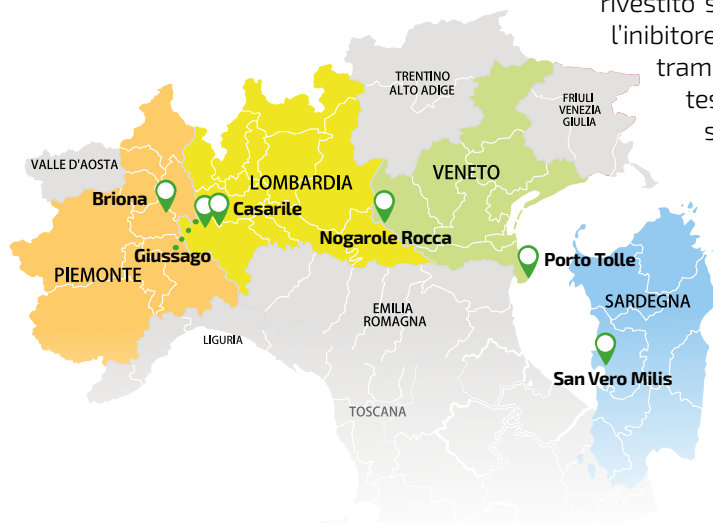 rivestito s
l'inibitore
tram
tes
s
TRENTINO
ALTO ADIGE
FRIULI
VENEZIA
GIULIA
VALLE D'AOSTA
LOMBARDIA
VENETO
Briona
Casarile
Nogarole Rocca
Giussago
Porto Tolle
PIEMONTE
SARDEGNA
EMILIA
ROMAGNA
LIGURIA
San Vero Milis
TOSCANA